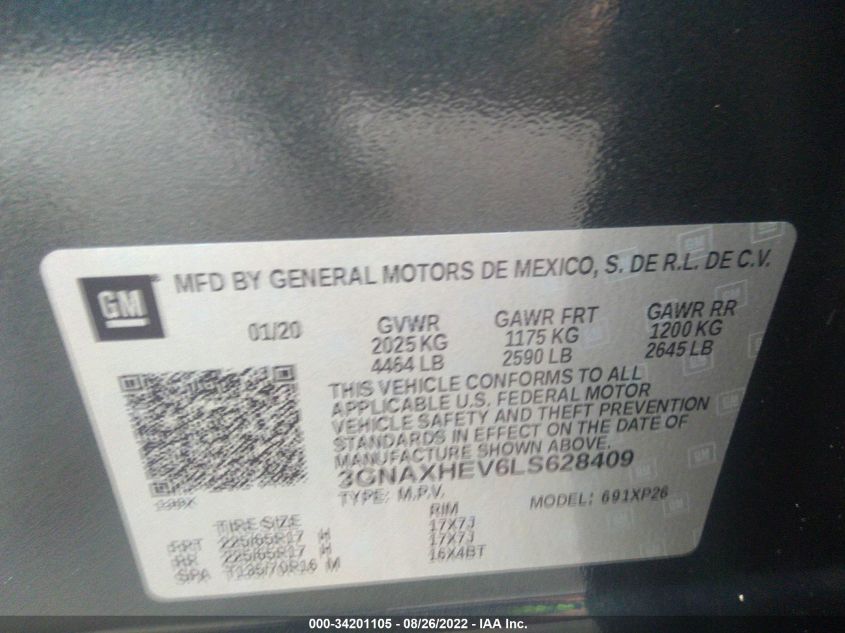 MFD BY GENERAL MOTORS DE MEXICO, S. DE R.L. DE C.V.
GM
01/20
GVWR
2025 KG
4464 LB
GAWR FRT
1175 KG
2590 LB
GAWR RR
1200 KG
2645 LB
THIS VEHICLE CONFORMS TO ALL
APPLICABLE U.S. FEDERAL MOTOR
VEHICLE SAFETY AND THEFT PREVENTION
STANDARDS IN EFFECT ON THE DATE OF
MANUFACTURE SHOWN ABOVE.
3GNAXHEV6LS628409
TYPE: M.P.V.
MODEL: 691XP26
TIRE SIZE RIM
FRT 225/65R17 H 17X7J
RR 225/65R17 H 17X7J
SPA T135/70R16 M 16X4BT
000-34201105 - 08/26/2022 - IAA Inc.